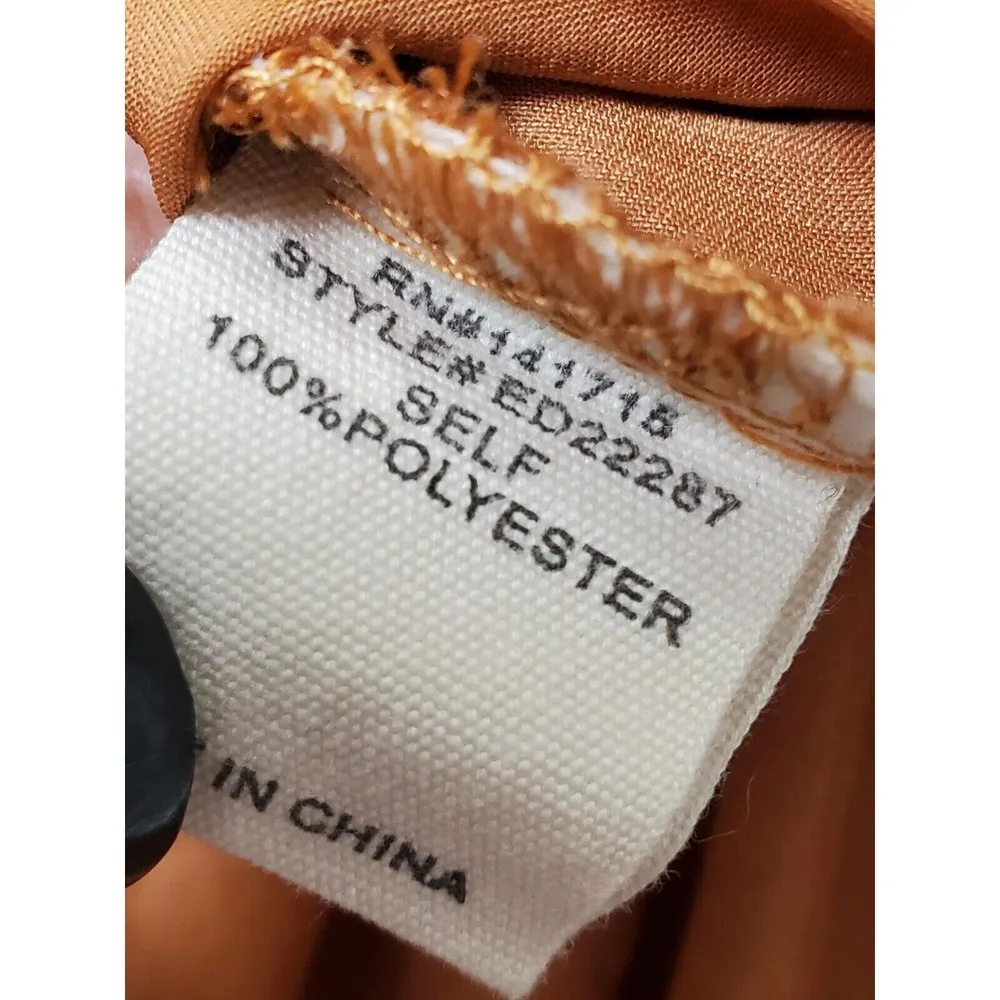 RN#141715
STYLE# ED22287
SELF
100%POLYESTER
IN CHINA